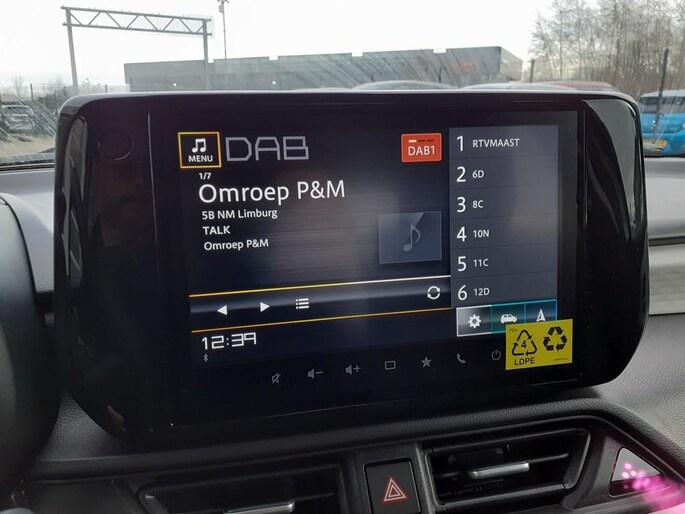 MENU
DAB
DAB1
1/7
Omroep P&M
5B NM Limburg
TALK
Omroep P&M
12:39
1 RTVMAAST
2 6D
3 8C
4 10N
5 11C
6 12D
4
LDPE